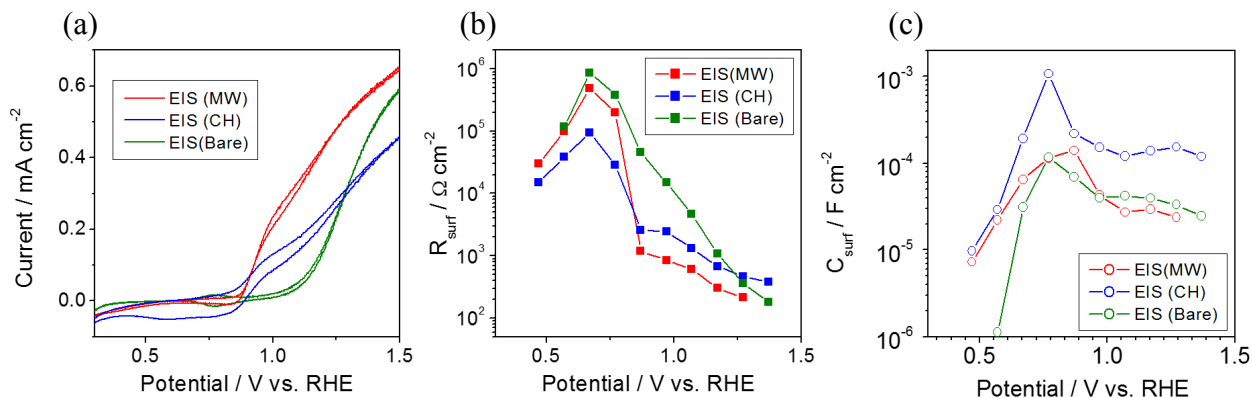 (a)
Current / mA cm-2
0.6
0.4
0.2
0.0
EIS (MW)
EIS (CH)
EIS(Bare)
0.5 1.0 1.5
Potential / V vs. RHE
(b)
Rsurf / Ω cm-2
10^6
10^5
10^4
10^3
10^2
EIS(MW)
EIS (CH)
EIS (Bare)
0.5 1.0 1.5
Potential / V vs. RHE
(c)
Csurf / F cm-2
10^-3
10^-4
10^-5
10^-6
EIS(MW)
EIS (CH)
EIS (Bare)
0.5 1.0 1.5
Potential / V vs. RHE